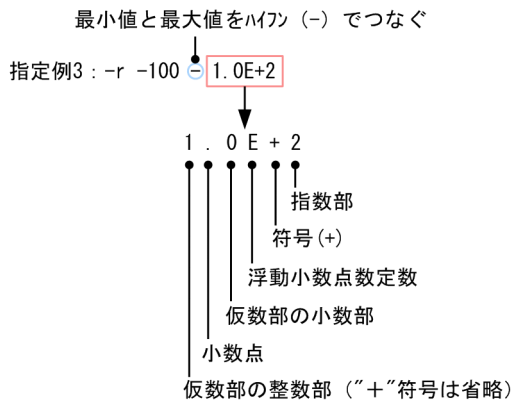 最小値と最大値をﾊｲﾌﾝ（-）でつなぐ
指定例3：-r -100 - 1.0E+2
1.0E+2
指数部
符号(+)
浮動小数点数定数
仮数部の小数部
小数点
仮数部の整数部（"＋"符号は省略）